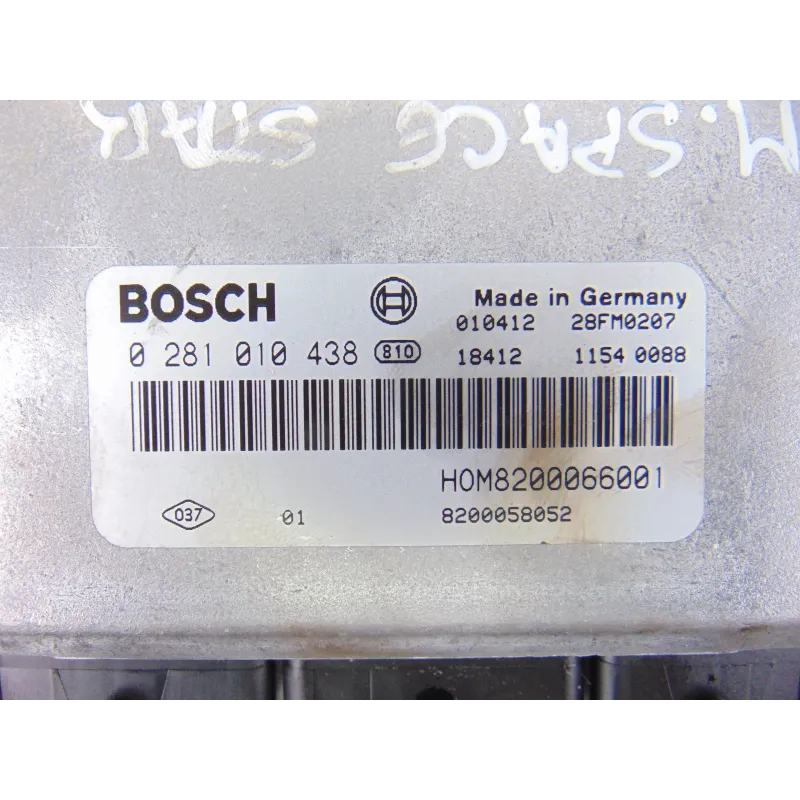 M. SPACE STAR
BOSCH
Made in Germany
010412 28FM0207
0 281 010 438 810 18412 1154 0088
HOM8200066001
037 01 8200058052